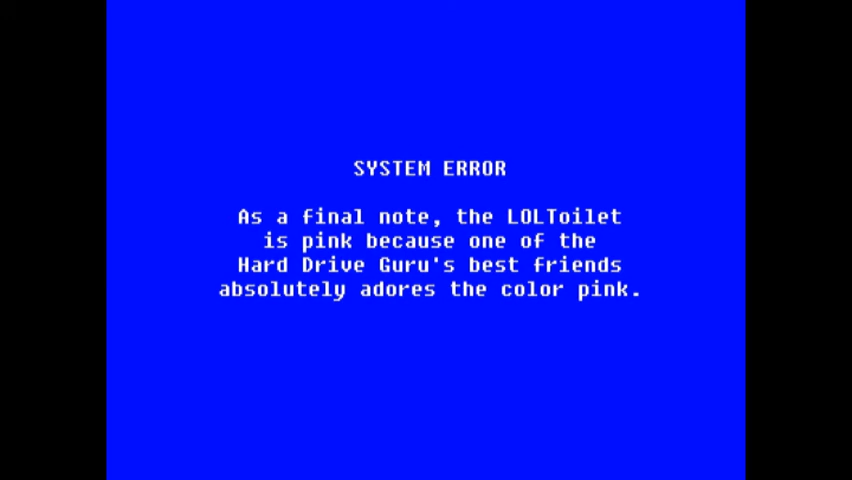 SYSTEM ERROR
As a final note, the LOLToilet
is pink because one of the
Hard Drive Guru's best friends
absolutely adores the color pink.